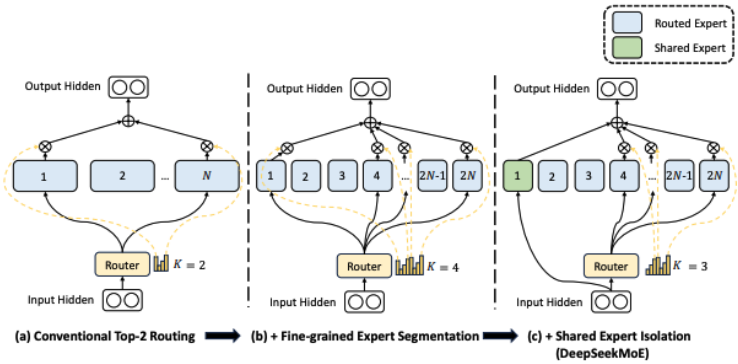 Routed Expert
Shared Expert
Output Hidden
1
2
...
N
Router
K = 2
Input Hidden
(a) Conventional Top-2 Routing
Output Hidden
1
2
3
4
...
2N-1
2N
Router
K = 4
Input Hidden
(b) + Fine-grained Expert Segmentation
Output Hidden
1
2
3
4
...
2N-1
2N
Router
K = 3
Input Hidden
(c) + Shared Expert Isolation
(DeepSeekMoE)